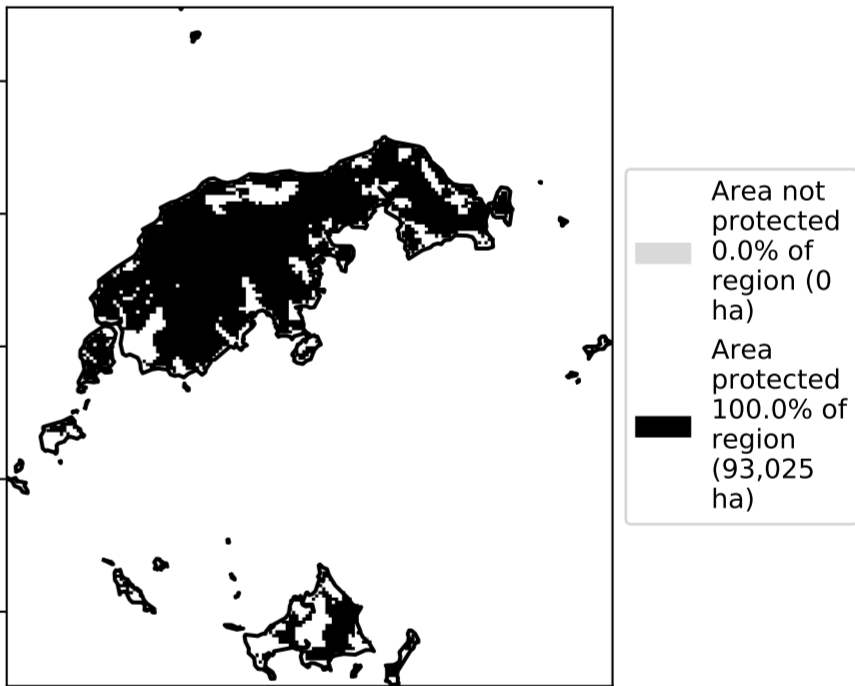 Area not
protected
0.0% of
region (0
ha)
Area
protected
100.0% of
region
(93,025
ha)